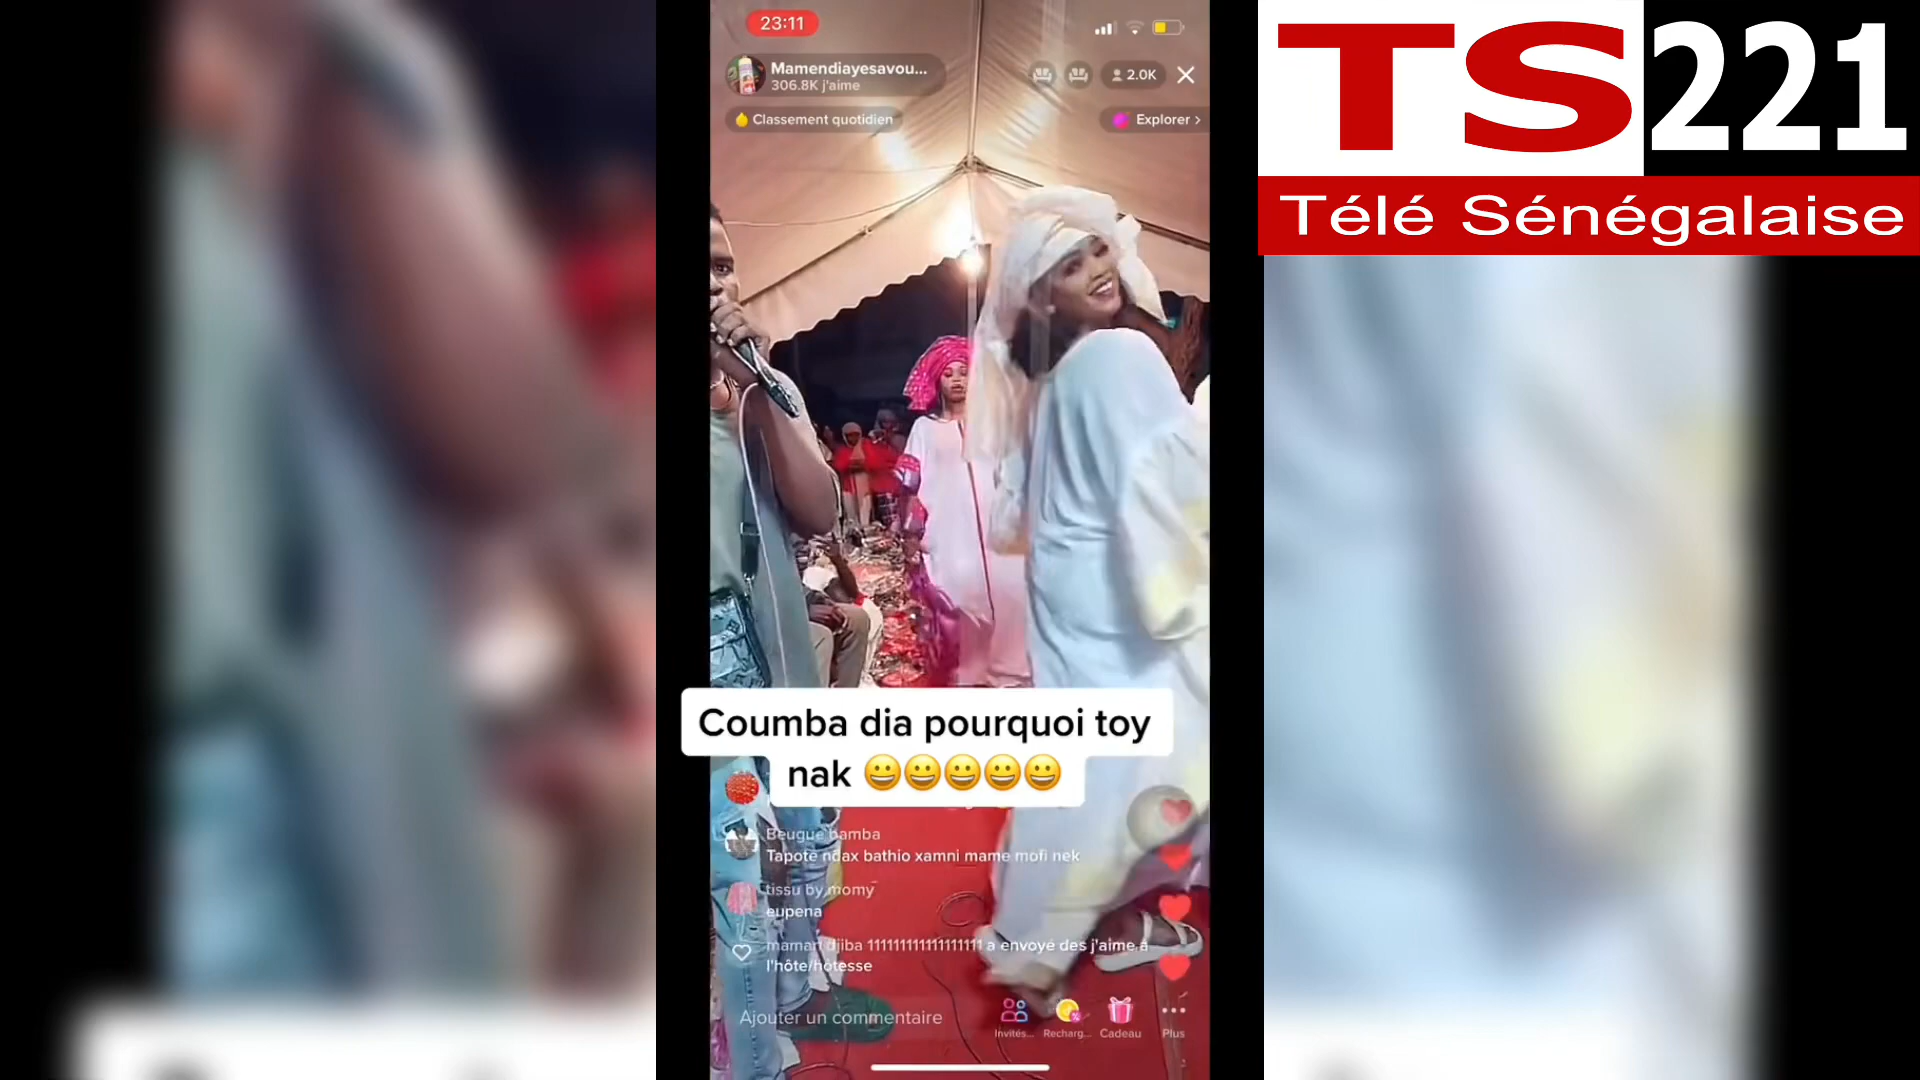 23:11
Mamendiayesavou...
306.8K j'aime
2.0K
Classement quotidien
Explorer >
TS221
Télé Sénégalaise
Coumba dia pourquoi toy
nak 😀😀😀😀😀
Beugue bamba
Tapote ndax bathio xamni mame mofi nek
tissu by momy
eupena
a envoyé des j'aime à
l'hôte/hôtesse
Ajouter un commentaire
Invités...
Recharg...
Cadeau
Plus